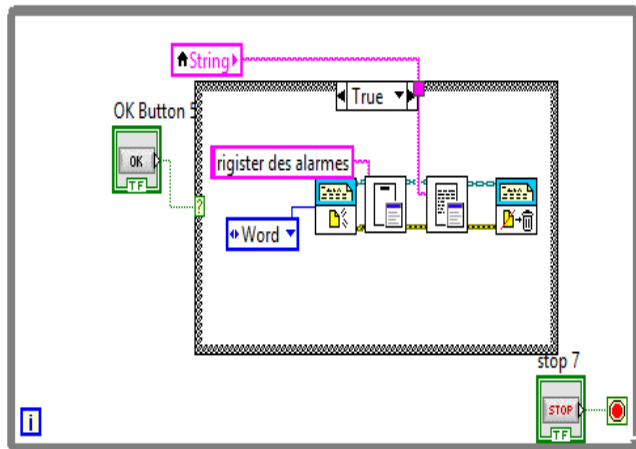 String
True
OK Button 5
OK
TF
rigister des alarmes
?
Word
stop 7
STOP
TF
i